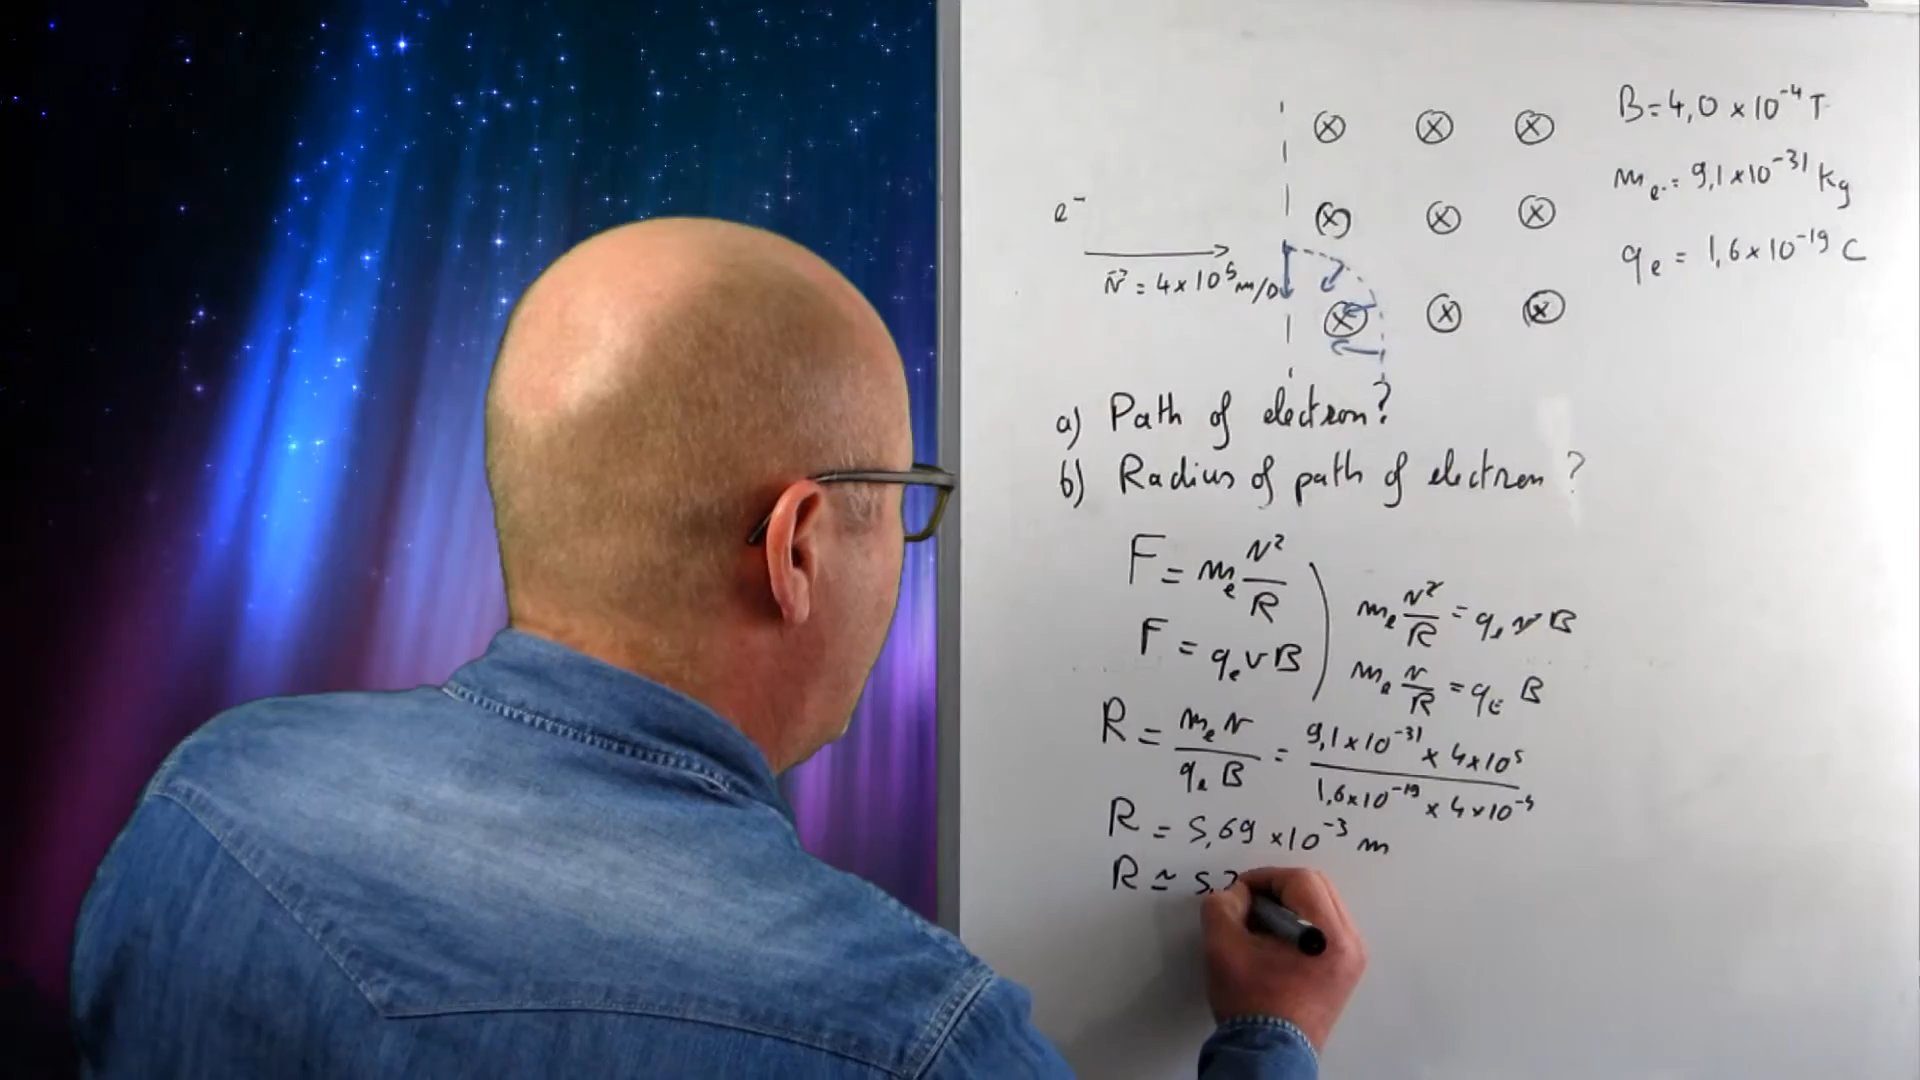 B = 4,0 × 10⁻⁴ T
mₑ₋ = 9,1 × 10⁻³¹ kg
qₑ = 1,6 × 10⁻¹⁹ C
e⁻
v⃗ = 4 × 10⁵ m/s
a) Path of electron?
b) Radius of path of electron?
F = mₑ v²/R
F = qₑ v B
mₑ v²/R = qₑ v B
mₑ v/R = qₑ B
R = mₑ v / qₑ B = 9,1 × 10⁻³¹ × 4 × 10⁵ / 1,6 × 10⁻¹⁹ × 4 × 10⁻⁴
R = 5,69 × 10⁻³ m
R ≃ 5,7